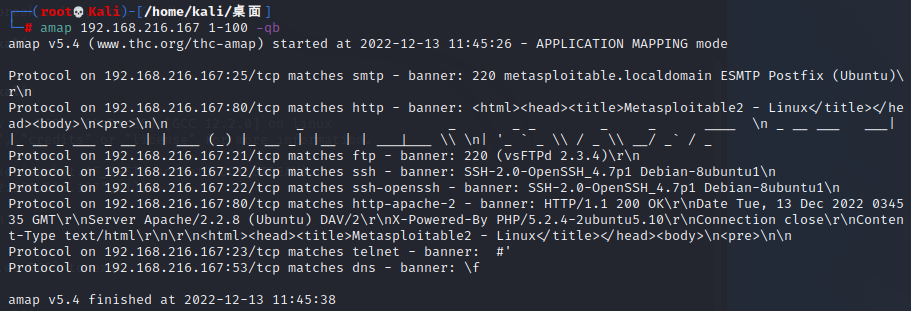 ┌──(root💀Kali)-[/home/kali/桌面]
└─# amap 192.168.216.167 1-100 -qb
amap v5.4 (www.thc.org/thc-amap) started at 2022-12-13 11:45:26 - APPLICATION MAPPING mode
Protocol on 192.168.216.167:25/tcp matches smtp - banner: 220 metasploitable.localdomain ESMTP Postfix (Ubuntu)\
r\n
Protocol on 192.168.216.167:80/tcp matches http - banner: <html><head><title>Metasploitable2 - Linux</title></he
ad><body>\n<pre>\n\n                _                  _       _ _        _     _      ____  \n _ __ ___   ___|
|_ __ _ ___ _ __ | | ___ (_) |_ __ _| |__ | | ___|___ \\ \n| '_ ` _ \\ / _ \\ __/ _` / _
Protocol on 192.168.216.167:21/tcp matches ftp - banner: 220 (vsFTPd 2.3.4)\r\n
Protocol on 192.168.216.167:22/tcp matches ssh - banner: SSH-2.0-OpenSSH_4.7p1 Debian-8ubuntu1\n
Protocol on 192.168.216.167:22/tcp matches ssh-openssh - banner: SSH-2.0-OpenSSH_4.7p1 Debian-8ubuntu1\n
Protocol on 192.168.216.167:80/tcp matches http-apache-2 - banner: HTTP/1.1 200 OK\r\nDate Tue, 13 Dec 2022 0345
35 GMT\r\nServer Apache/2.2.8 (Ubuntu) DAV/2\r\nX-Powered-By PHP/5.2.4-2ubuntu5.10\r\nConnection close\r\nConten
t-Type text/html\r\n\r\n<html><head><title>Metasploitable2 - Linux</title></head><body>\n<pre>\n\n
Protocol on 192.168.216.167:23/tcp matches telnet - banner:  #'
Protocol on 192.168.216.167:53/tcp matches dns - banner: \f
amap v5.4 finished at 2022-12-13 11:45:38